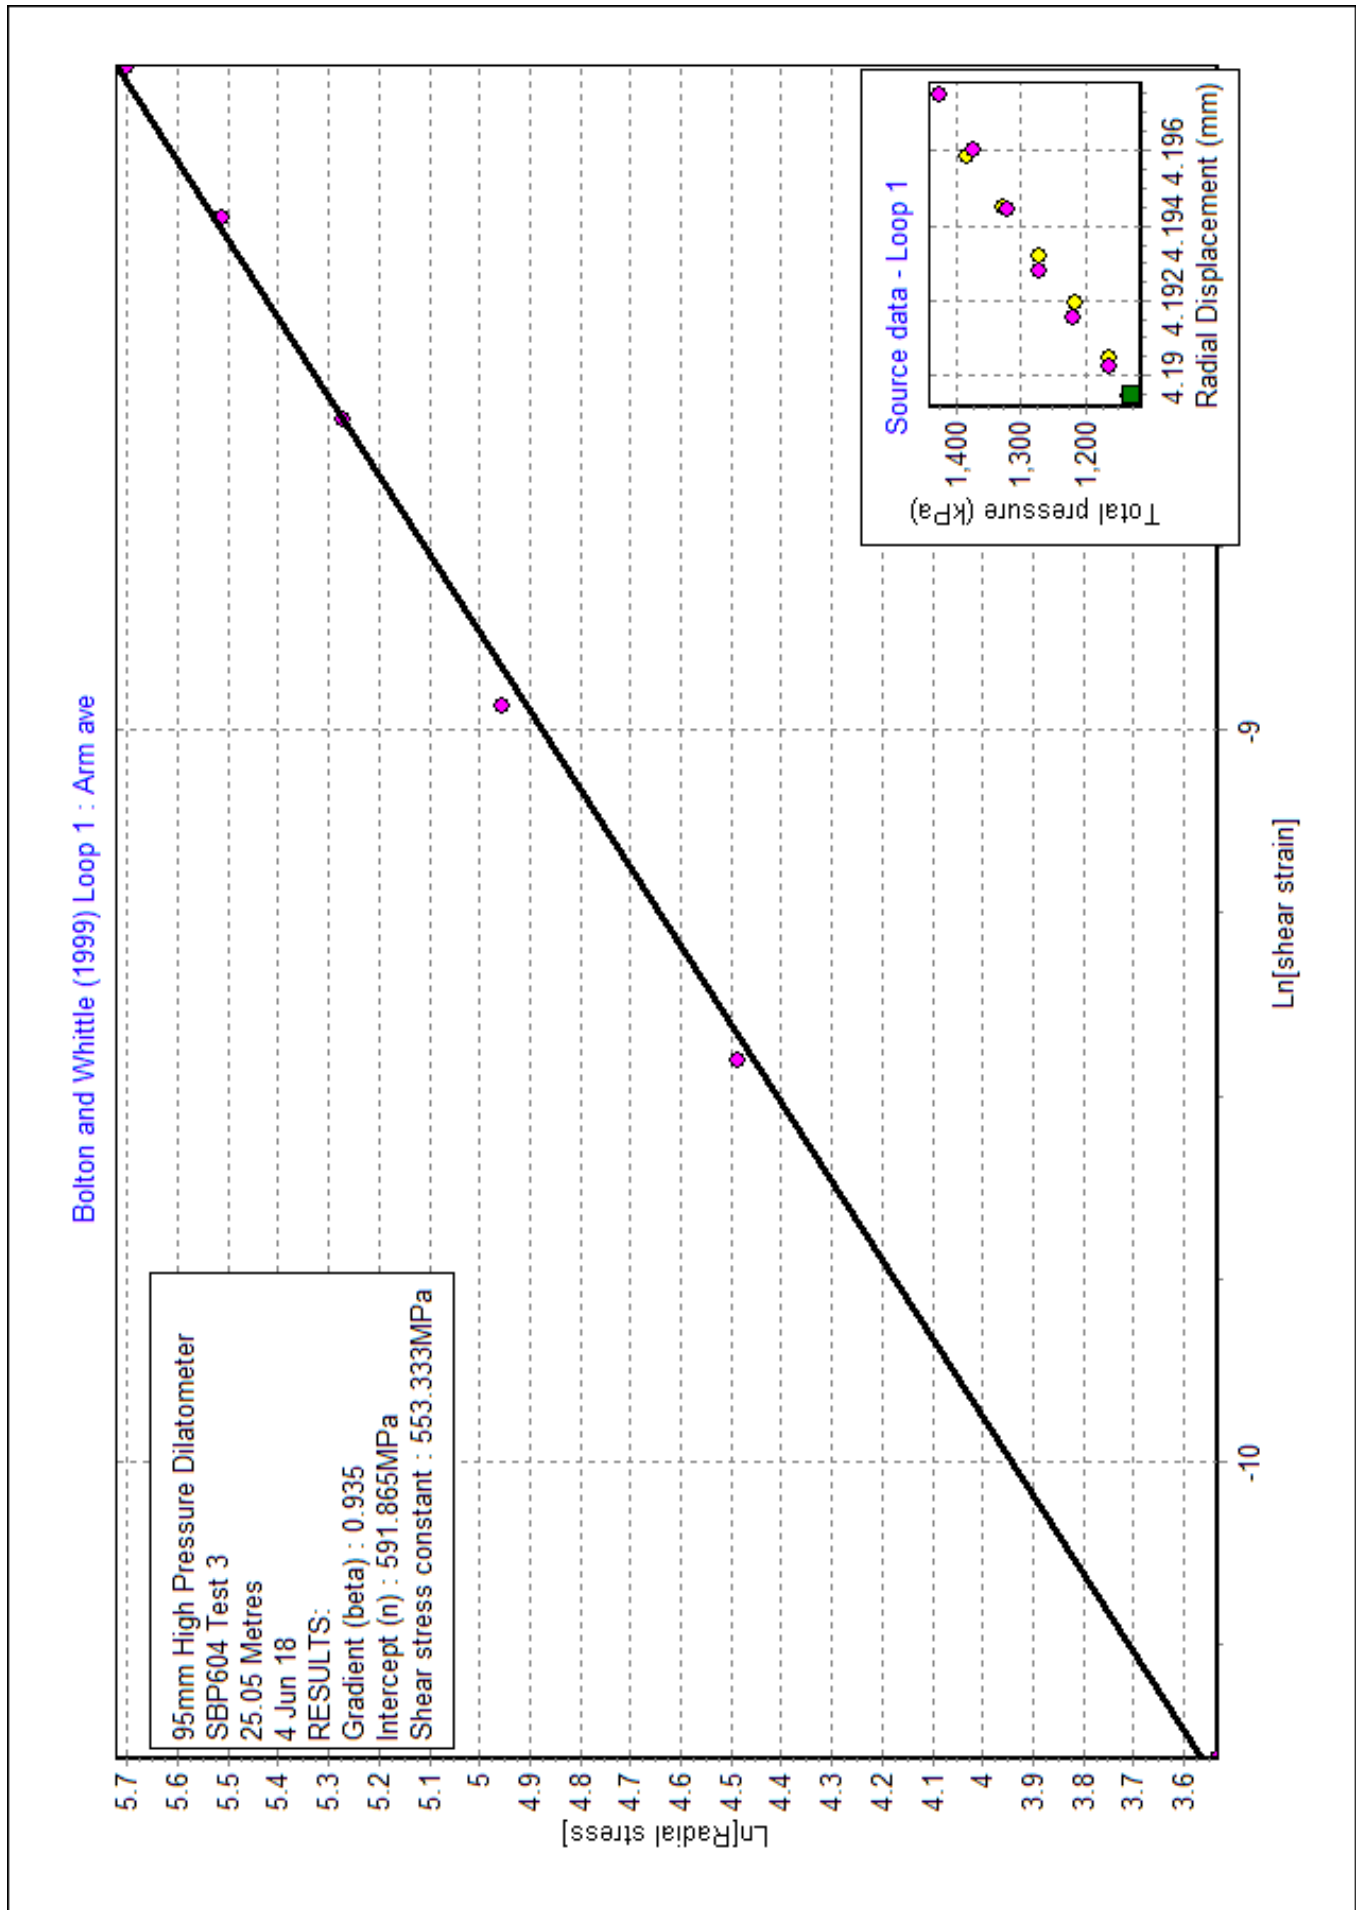 Bolton and Whittle (1999) Loop 1 : Arm ave
95mm High Pressure Dilatometer
SBP604 Test 3
25.05 Metres
4 Jun 18
RESULTS:
Gradient (beta) : 0.935
Intercept (n) : 591.865MPa
Shear stress constant : 553.333MPa
Ln[Radial stress]
5.7
5.6
5.5
5.4
5.3
5.2
5.1
5
4.9
4.8
4.7
4.6
4.5
4.4
4.3
4.2
4.1
4
3.9
3.8
3.7
3.6
-10
-9
Ln[shear strain]
Source data - Loop 1
Total pressure (kPa)
1,400
1,300
1,200
4.19 4.192 4.194 4.196
Radial Displacement (mm)